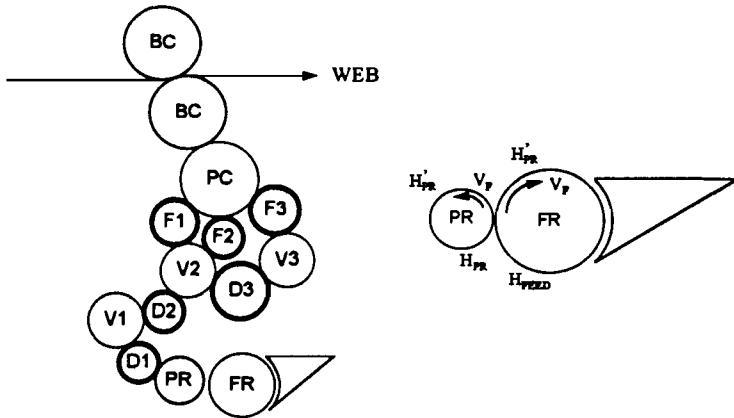 BC
WEB
BC
PC
F1
F2
F3
V2
V3
D3
V1
D2
D1
PR
FR
H'PR
H'PR
VF
VF
PR
FR
HPR
HFEED